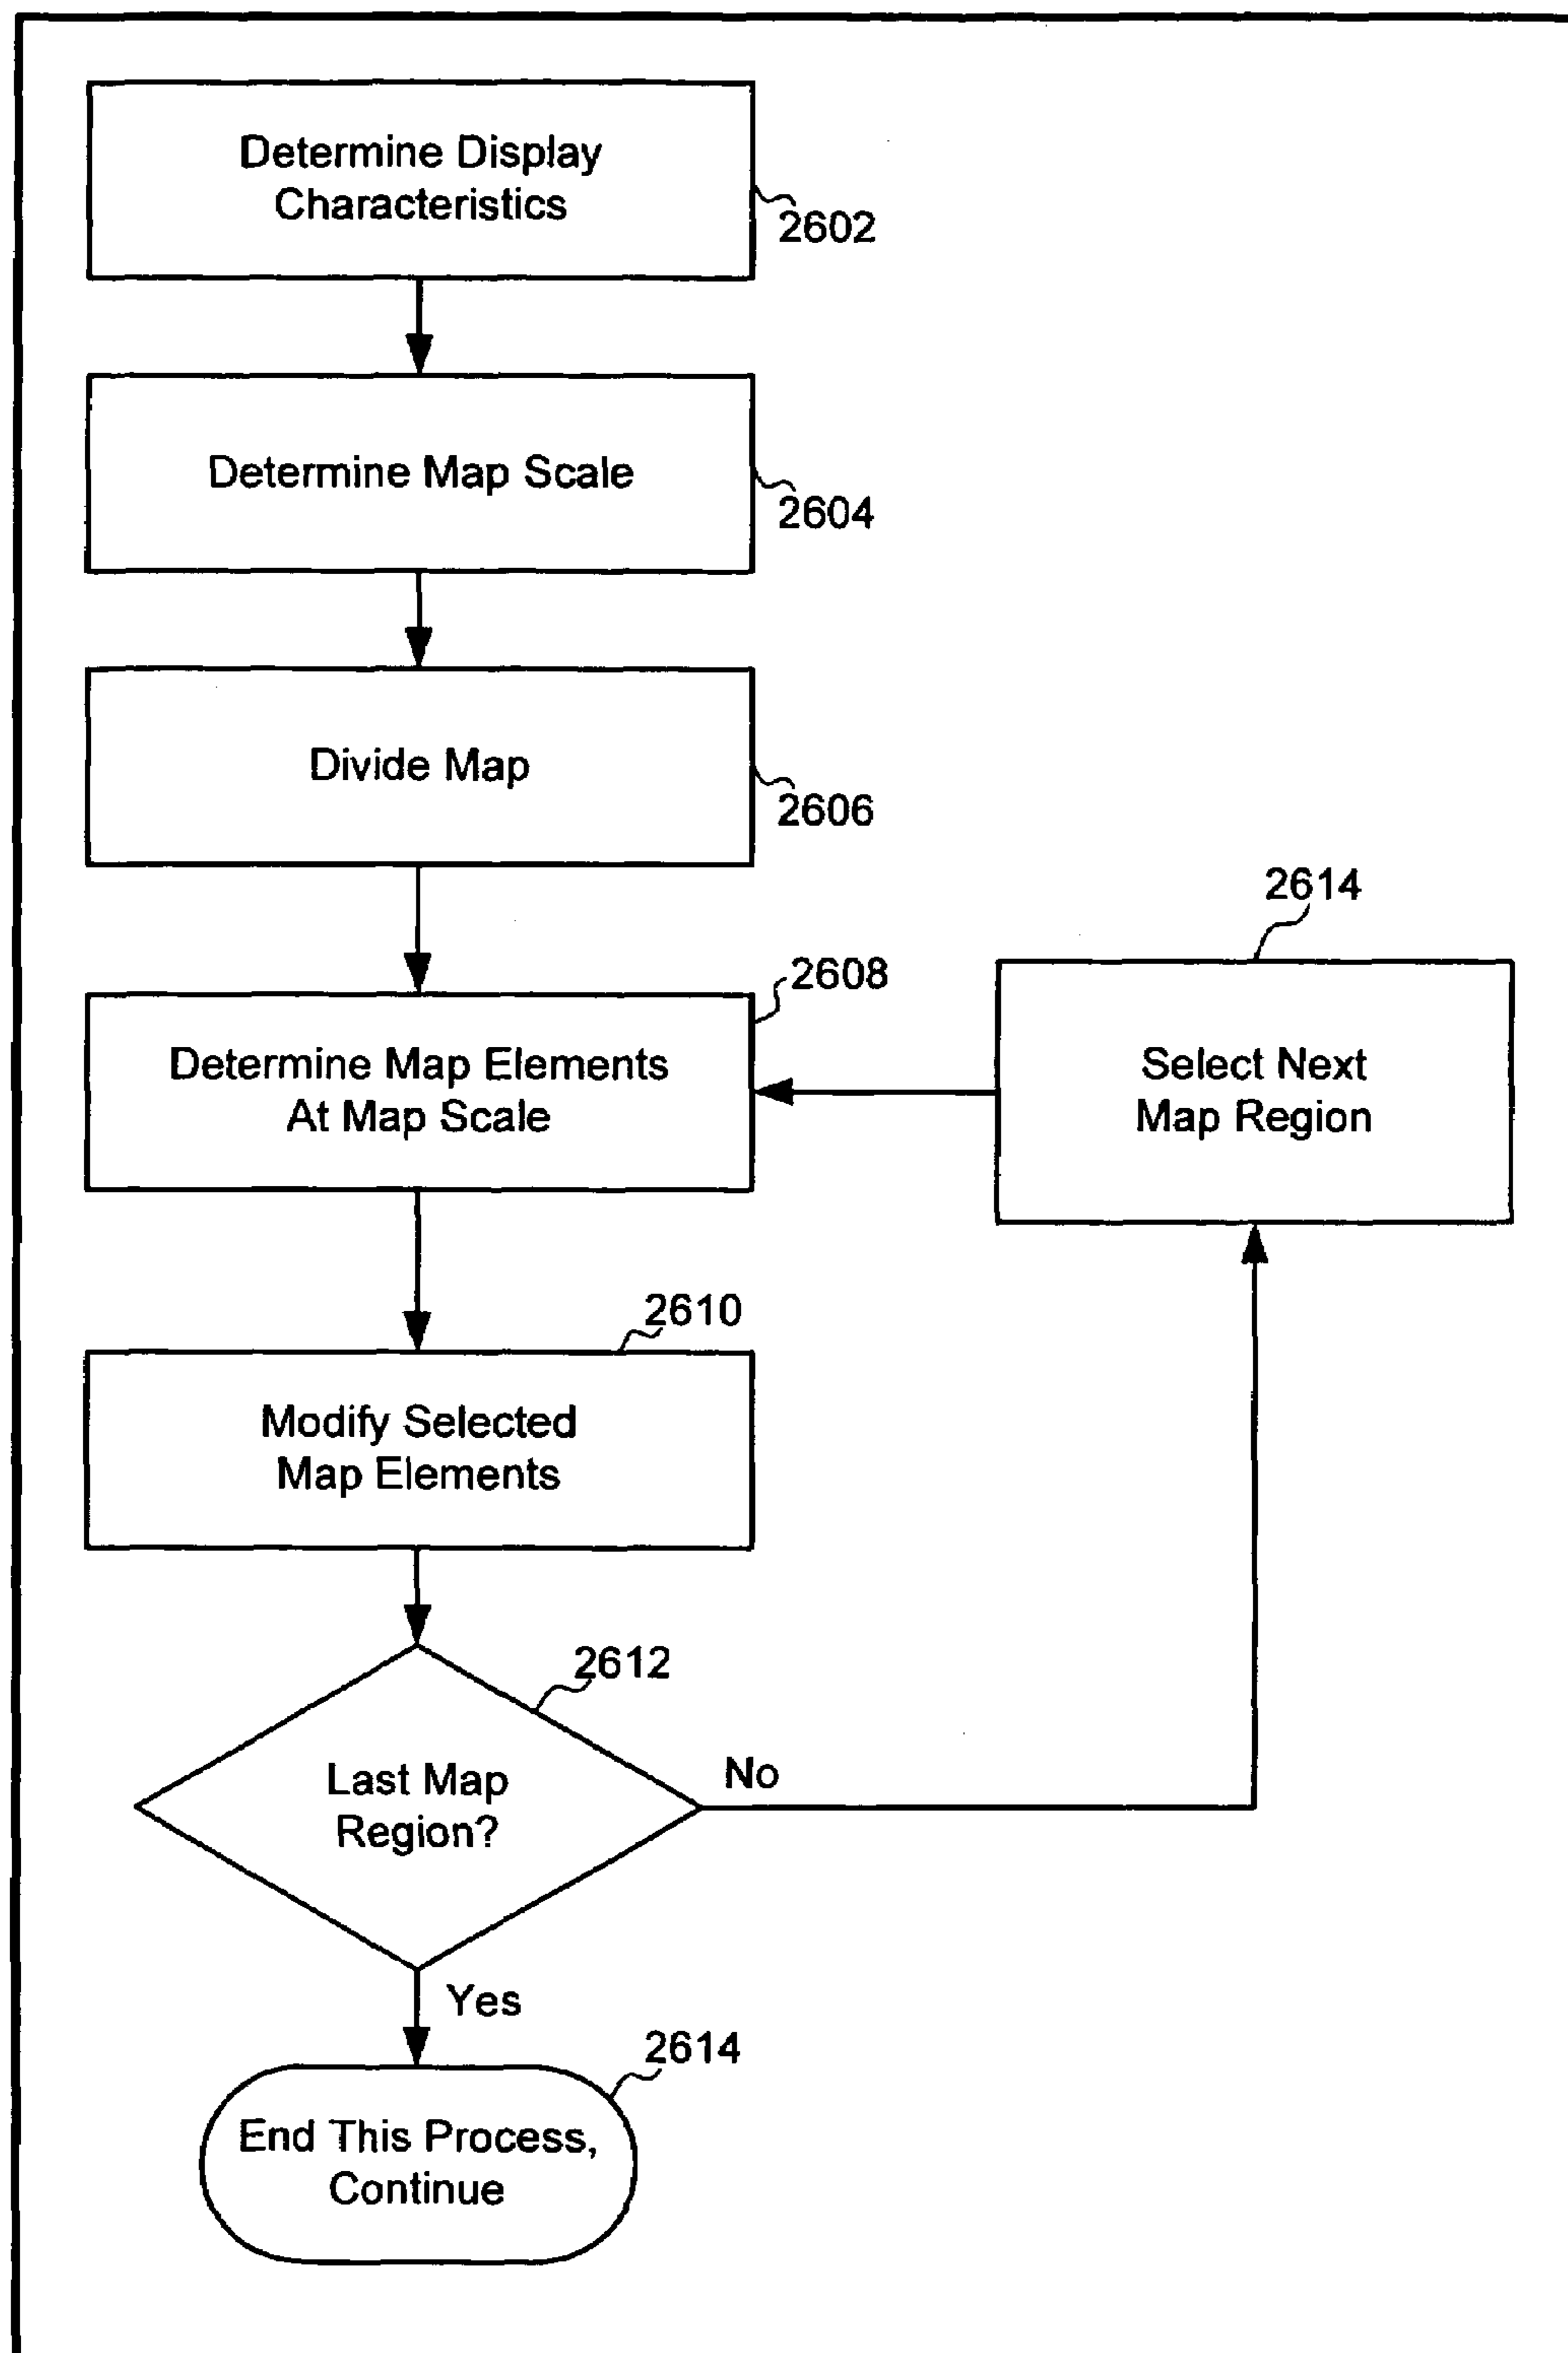 Determine Display
Characteristics
2602
Determine Map Scale
2604
Divide Map
2606
2614
2608
Determine Map Elements
At Map Scale
Select Next
Map Region
2610
Modify Selected
Map Elements
2612
Last Map
Region?
No
Yes
2614
End This Process,
Continue